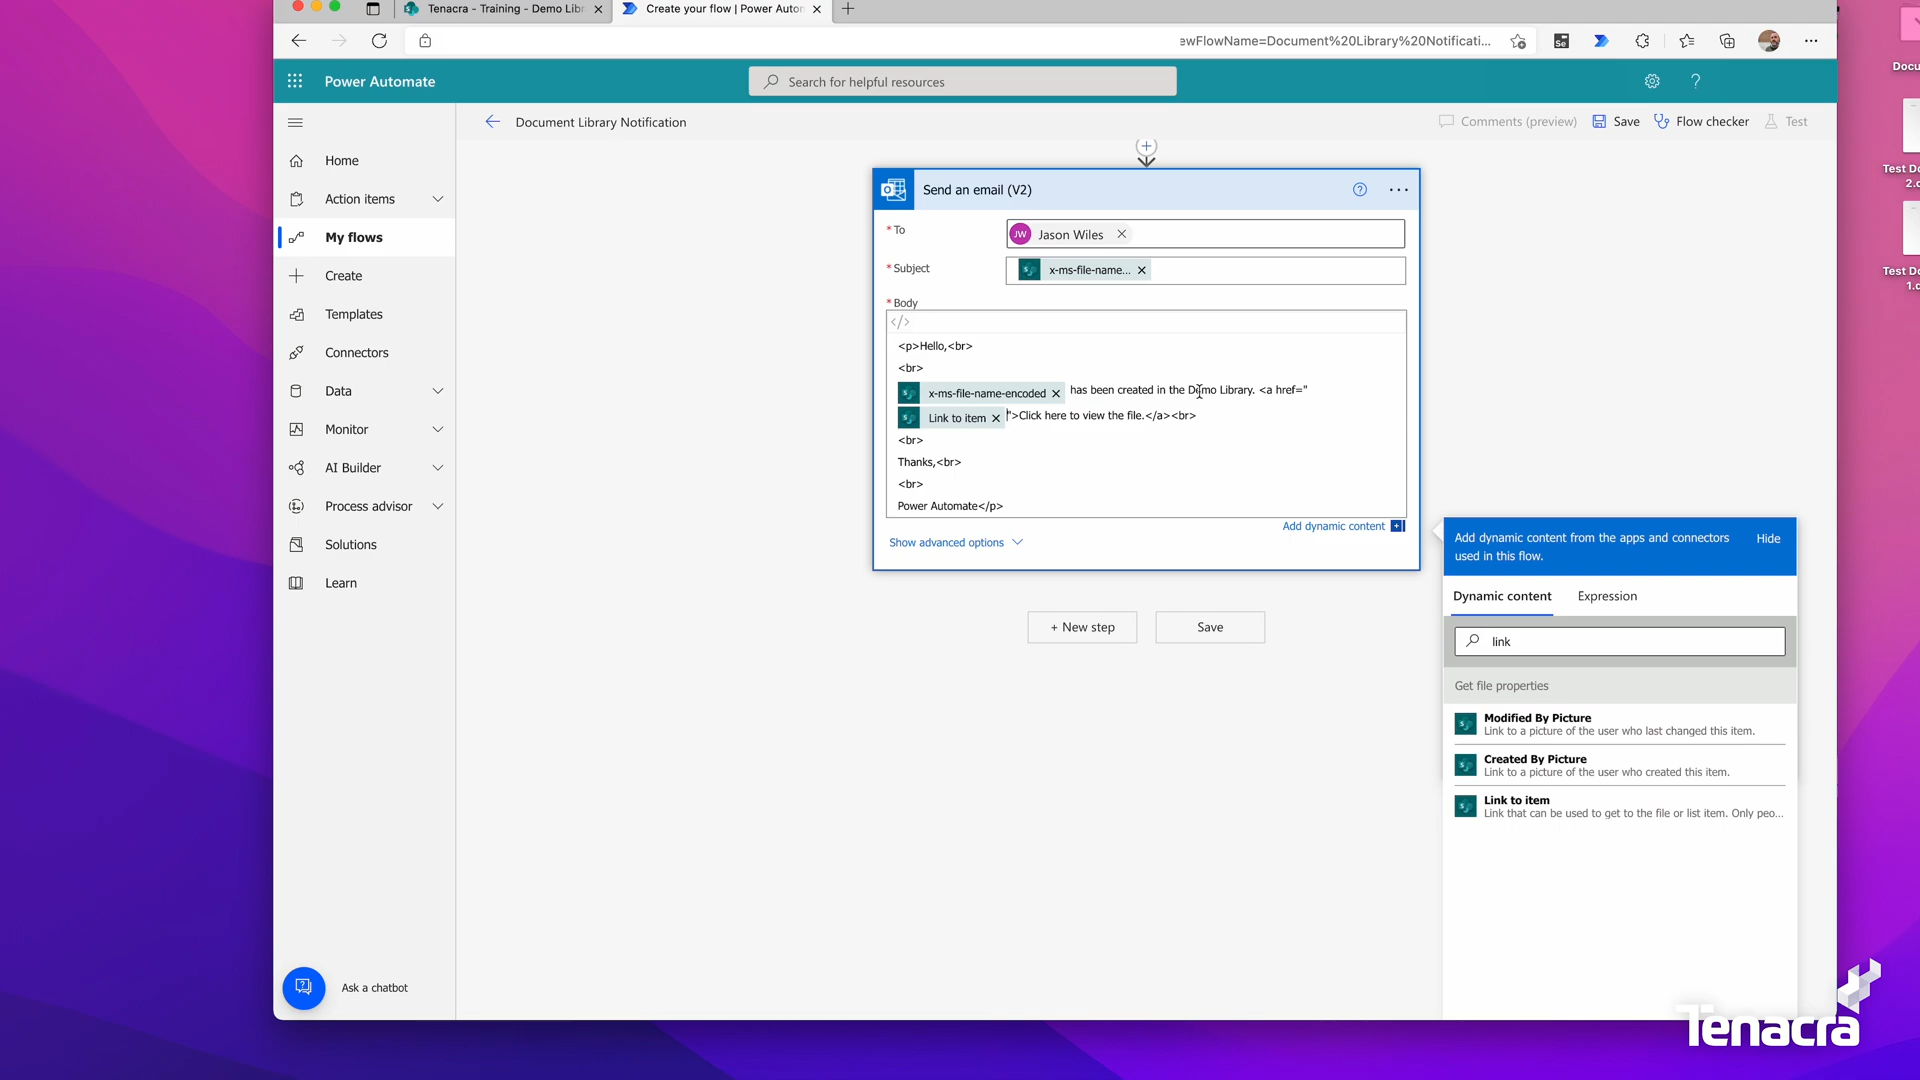 Tenacra - Training - Demo Libr
Create your flow | Power Autom
ewFlowName=Document%20Library%20Notificati...
Power Automate
Search for helpful resources
Document Library Notification
Comments (preview)
Save
Flow checker
Test
Home
Action items
My flows
Create
Templates
Connectors
Data
Monitor
AI Builder
Process advisor
Solutions
Learn
Ask a chatbot
Send an email (V2)
* To
JW Jason Wiles
* Subject
x-ms-file-name...
* Body
</>
<p>Hello,<br>
<br>
x-ms-file-name-encoded has been created in the Demo Library. <a href="
Link to item ">Click here to view the file.</a><br>
<br>
Thanks,<br>
<br>
Power Automate</p>
Add dynamic content
Show advanced options
+ New step
Save
Add dynamic content from the apps and connectors
used in this flow.
Hide
Dynamic content
Expression
link
Get file properties
Modified By Picture
Link to a picture of the user who last changed this item.
Created By Picture
Link to a picture of the user who created this item.
Link to item
Link that can be used to get to the file or list item. Only peo...
Docu
Test Do
2.d
Test Do
1.d
Tenacra